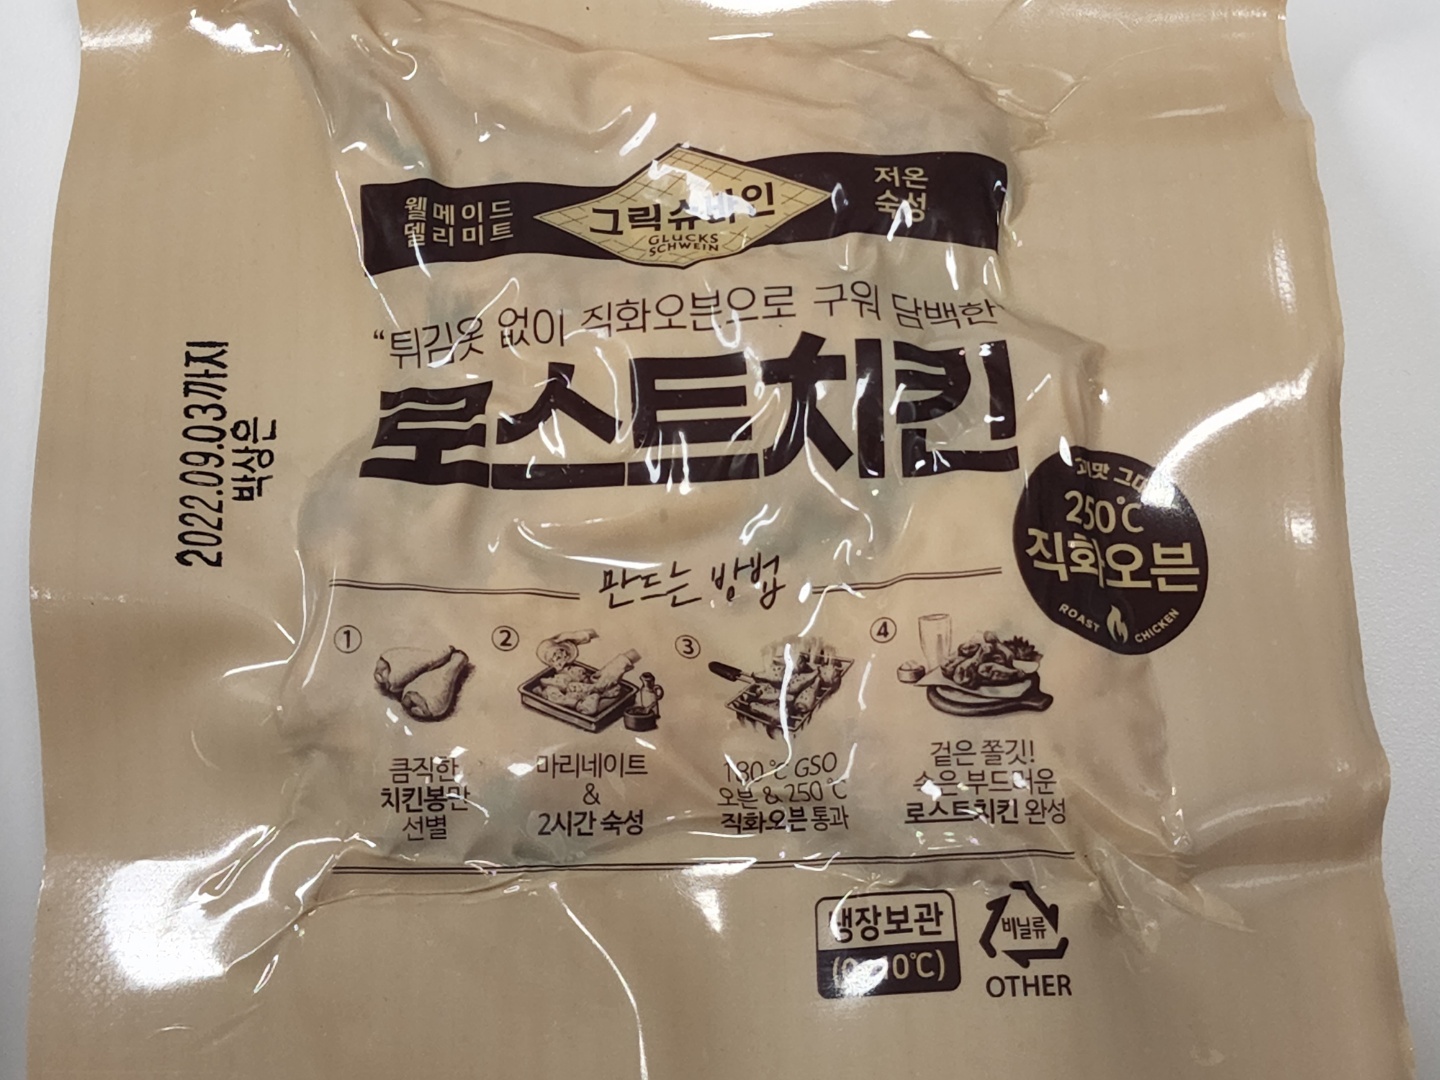 웰메이드
델리미트
그릭슈바인
GLUCKS
SCHWEIN
저온
숙성
“튀김옷 없이 직화오븐으로 구워 담백한
로스트치킨
2022.09.03까지
박상은
250℃
직화오븐
ROAST CHICKEN
만드는 방법
①
큼직한
치킨봉만
선별
②
마리네이트
&
2시간 숙성
③
180℃ GSO
오븐 & 250℃
직화오븐 통과
④
겉은 쫄깃!
속은 부드러운
로스트치킨 완성
냉장보관
비닐류
OTHER